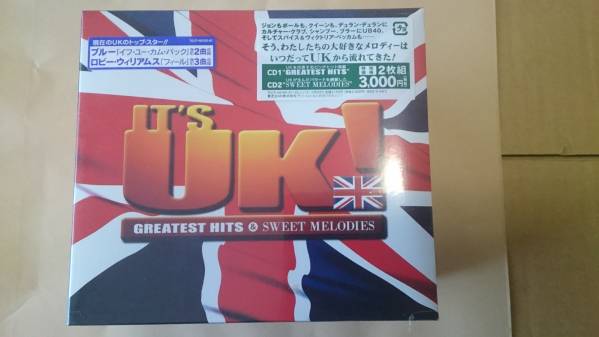 現在のUKのトップ・スター!!
ブルー「イフ・ユー・カム・バック」他2曲収録
ロビー・ウィリアムス「フィール」他3曲収録
ジョンもポールも、クイーンも、デュラン・デュランに
カルチャー・クラブ、シャンプー、ブラーにUB40、
そしてスパイス&ヴィクトリア・ベッカムも…
そう、わたしたちの大好きなメロディーは
いつだってUKから流れてきた!
CD1"GREATEST HITS"
CD2"SWEET MELODIES"
2枚組
3,000円
IT'S
UK!
GREATEST HITS & SWEET MELODIES